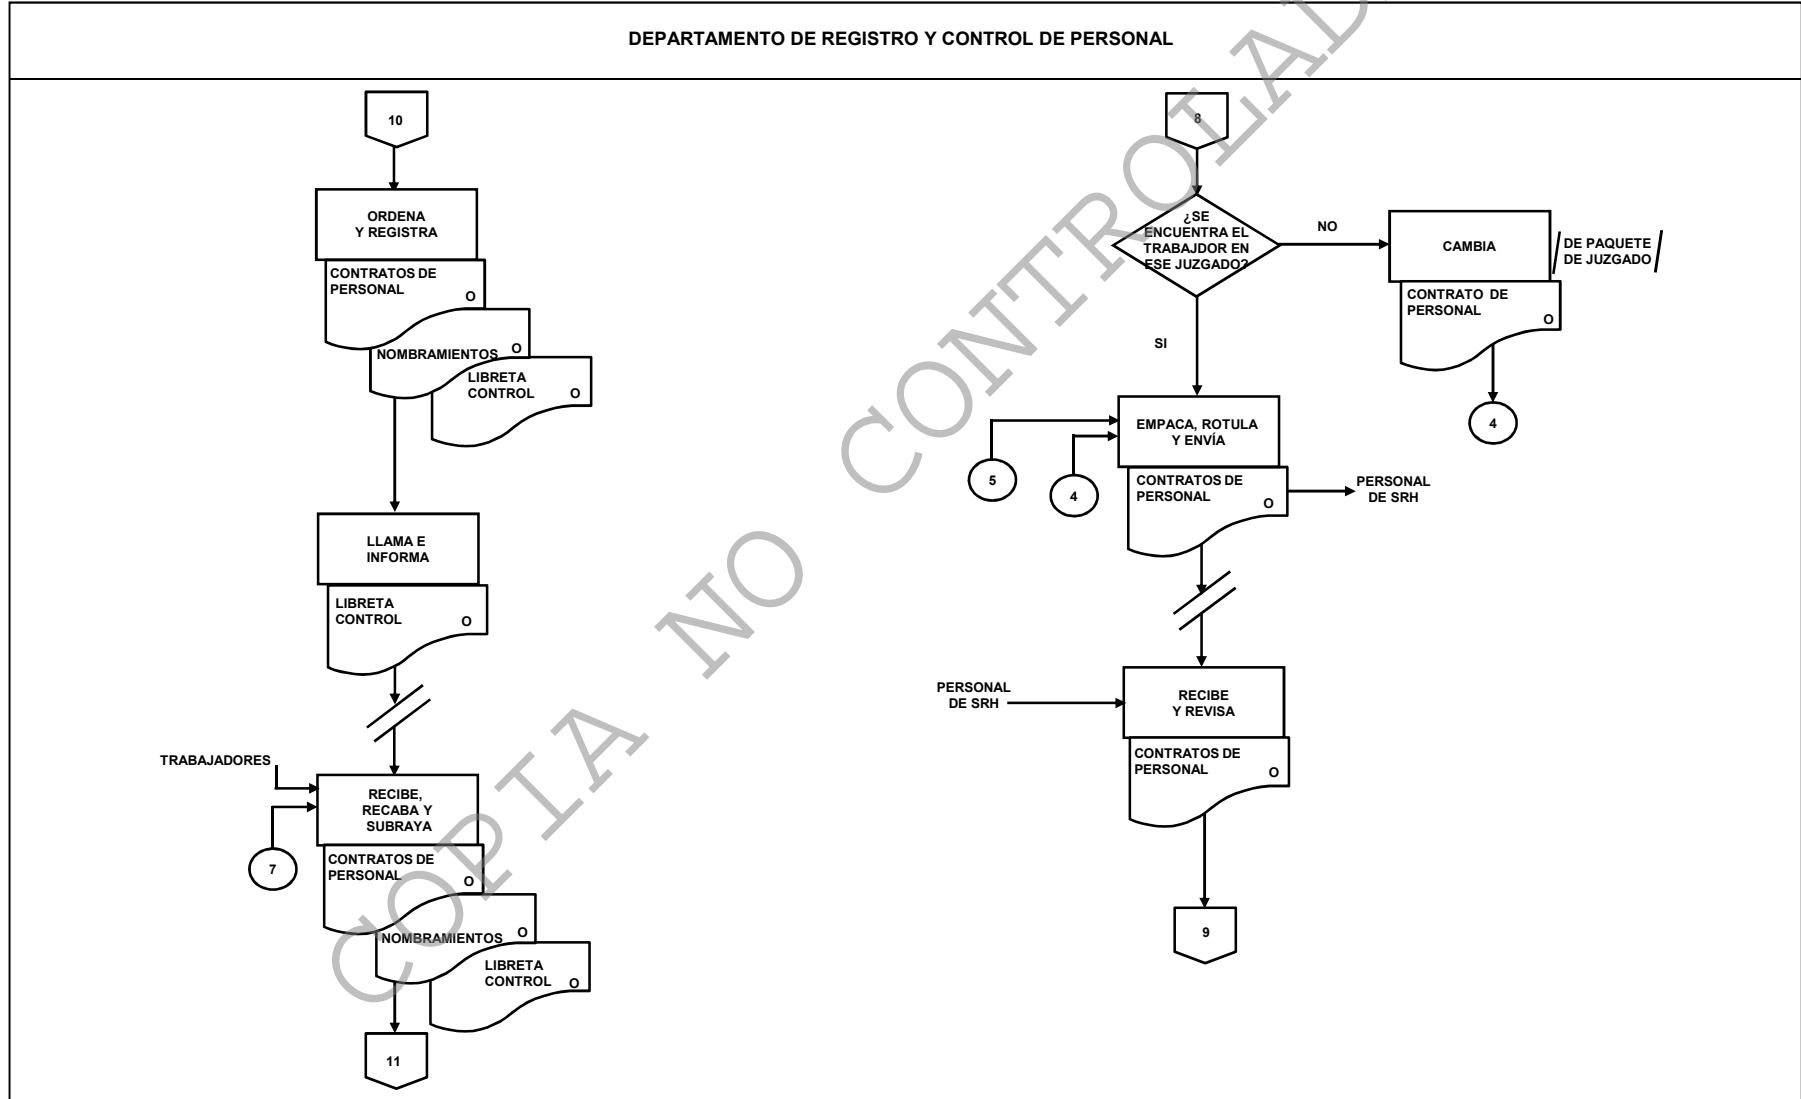 DEPARTAMENTO DE REGISTRO Y CONTROL DE PERSONAL
10
ORDENA
Y REGISTRA
CONTRATOS DE
PERSONAL
O
NOMBRAMIENTOS
O
LIBRETA
CONTROL
O
LLAMA E
INFORMA
LIBRETA
CONTROL
O
TRABAJADORES
RECIBE,
RECABA Y
SUBRAYA
7
CONTRATOS DE
PERSONAL
O
NOMBRAMIENTOS
O
LIBRETA
CONTROL
O
11
8
¿SE
ENCUENTRA EL
TRABAJDOR EN
ESE JUZGADO?
NO
CAMBIA
DE PAQUETE
DE JUZGADO
CONTRATO DE
PERSONAL
O
4
SI
EMPACA, ROTULA
Y ENVÍA
5
4
CONTRATOS DE
PERSONAL
O
PERSONAL
DE SRH
PERSONAL
DE SRH
RECIBE
Y REVISA
CONTRATOS DE
PERSONAL
O
9
COPIA NO CONTROLAD